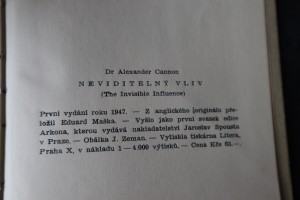 Dr Alexander Cannon
NEVIDITELNÝ VLIV
(The Invisible Influence)
První vydání roku 1947. — Z anglického originálu pře-
ložil Eduard Maška. — Vyšlo jako první svazek edice
Arkona, kterou vydává nakladatelství Jaroslav Spousta
v Praze. — Obálka J. Zeman. — Vytiskla tiskárna Litera,
Praha X, v nákladu 1—4.000 výtisků. — Cena Kčs